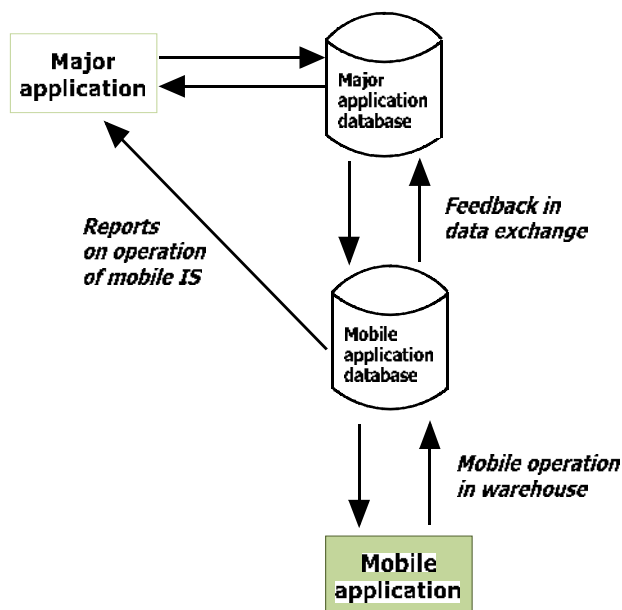 Major
application
Major
application
database
Feedback in
data exchange
Reports
on operation
of mobile IS
Mobile
application
database
Mobile operation
in warehouse
Mobile
application